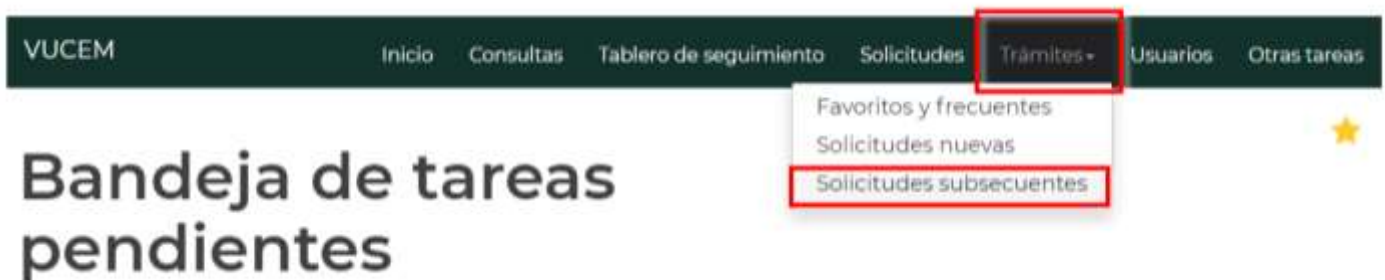 VUCEM Inicio Consultas Tablero de seguimiento Solicitudes Trámites Usuarios Otras tareas
Favoritos y frecuentes
Solicitudes nuevas
Solicitudes subsecuentes
Bandeja de tareas
pendientes